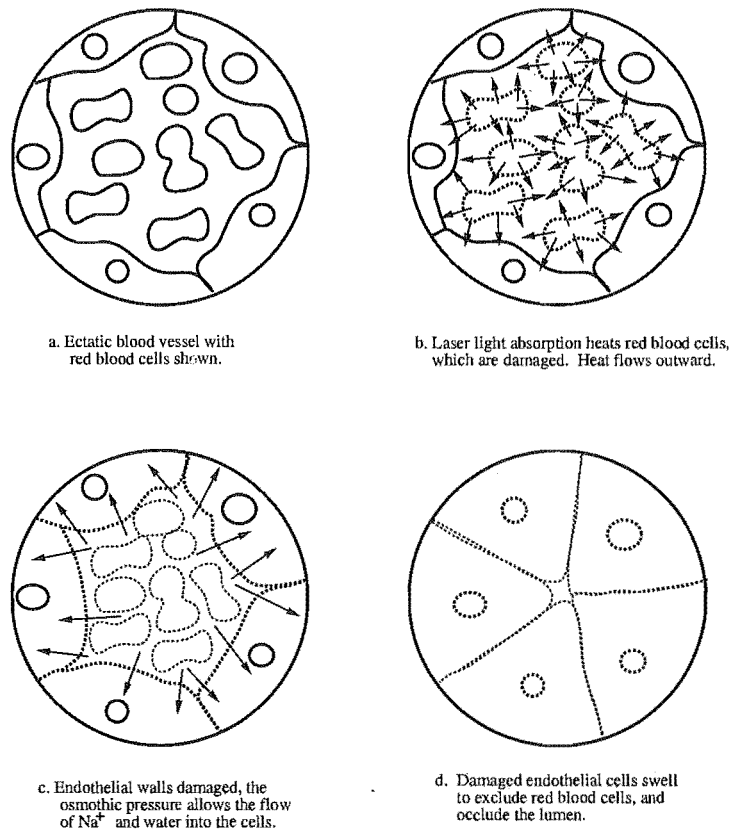 a. Ectatic blood vessel with
red blood cells shown.
b. Laser light absorption heats red blood cells,
which are damaged. Heat flows outward.
c. Endothelial walls damaged, the
osmothic pressure allows the flow
of Na+ and water into the cells.
d. Damaged endothelial cells swell
to exclude red blood cells, and
occlude the lumen.